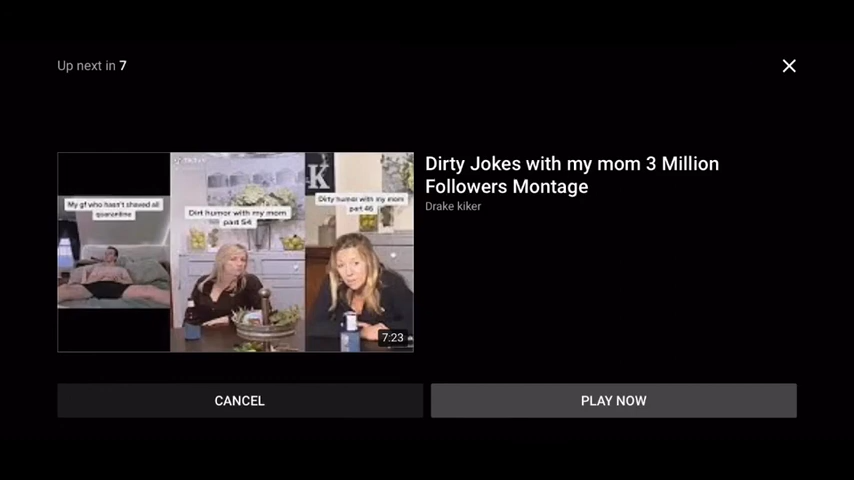 Up next in 7
Dirty Jokes with my mom 3 Million
Followers Montage
Drake kiker
My gf who hasn't shaved all
quarantine
Dirt humor with my mom
part 54
K
Dirty humor with my mom
part 46
7:23
CANCEL
PLAY NOW